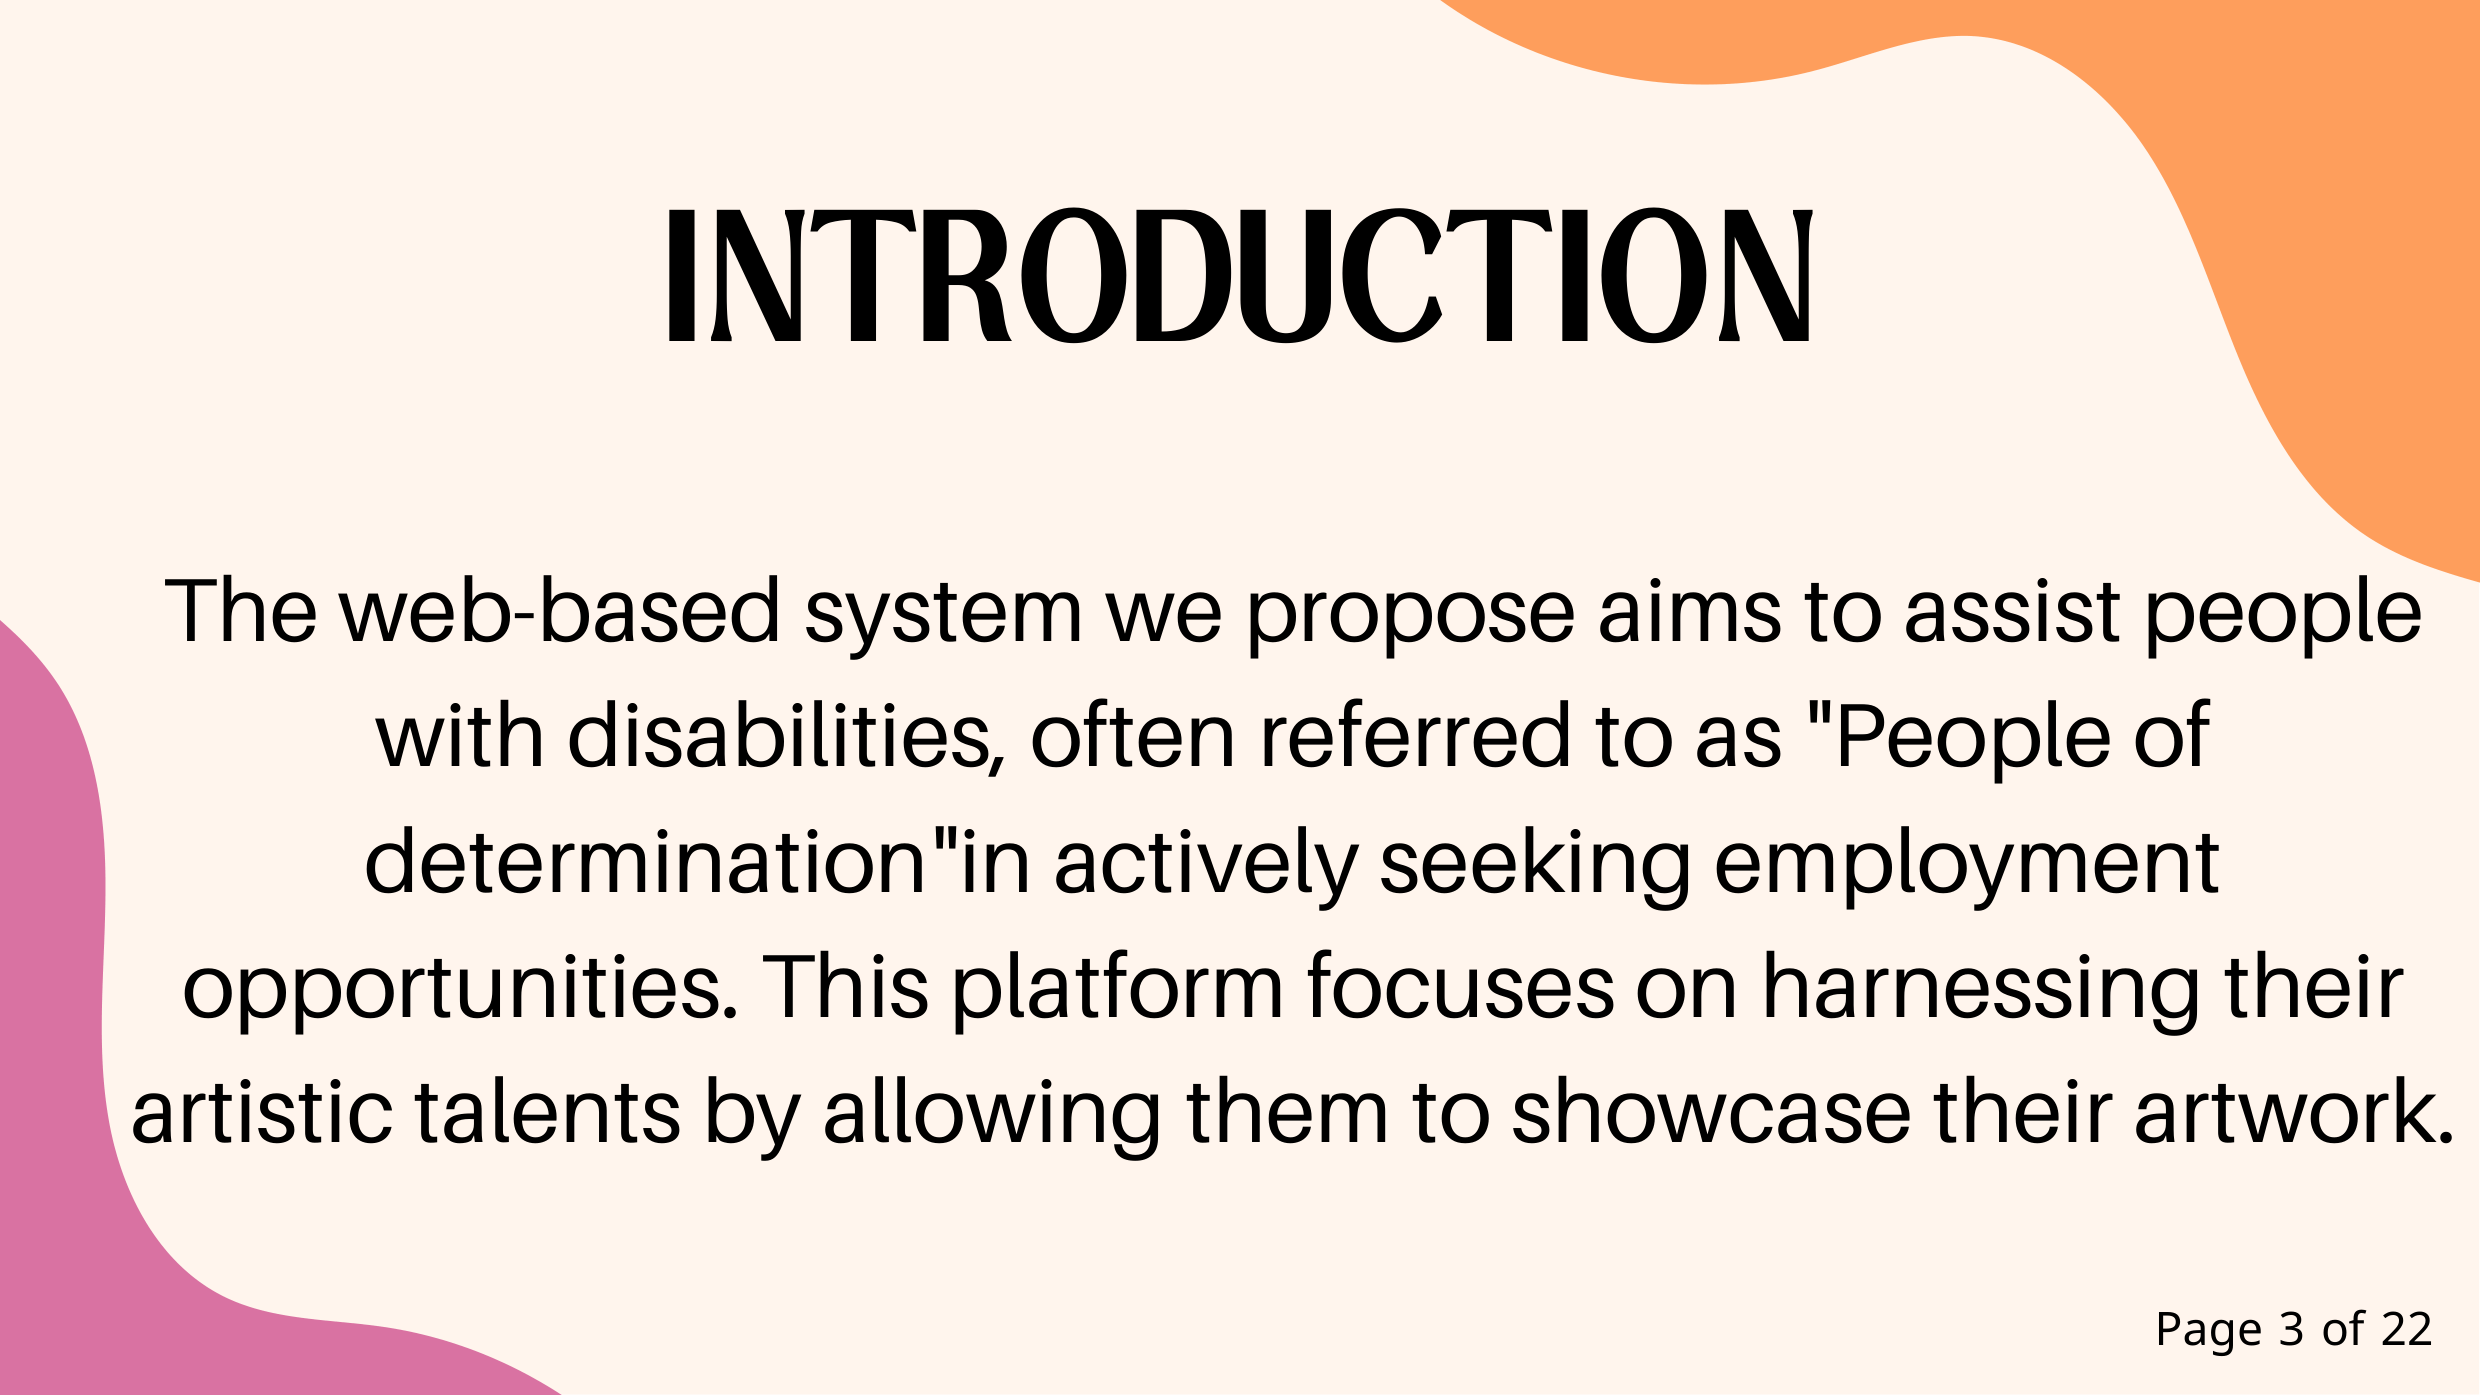 INTRODUCTION
The web-based system we propose aims to assist people
with disabilities, often referred to as "People of
determination"in actively seeking employment
opportunities. This platform focuses on harnessing their
artistic talents by allowing them to showcase their artwork.
Page 3 of 22